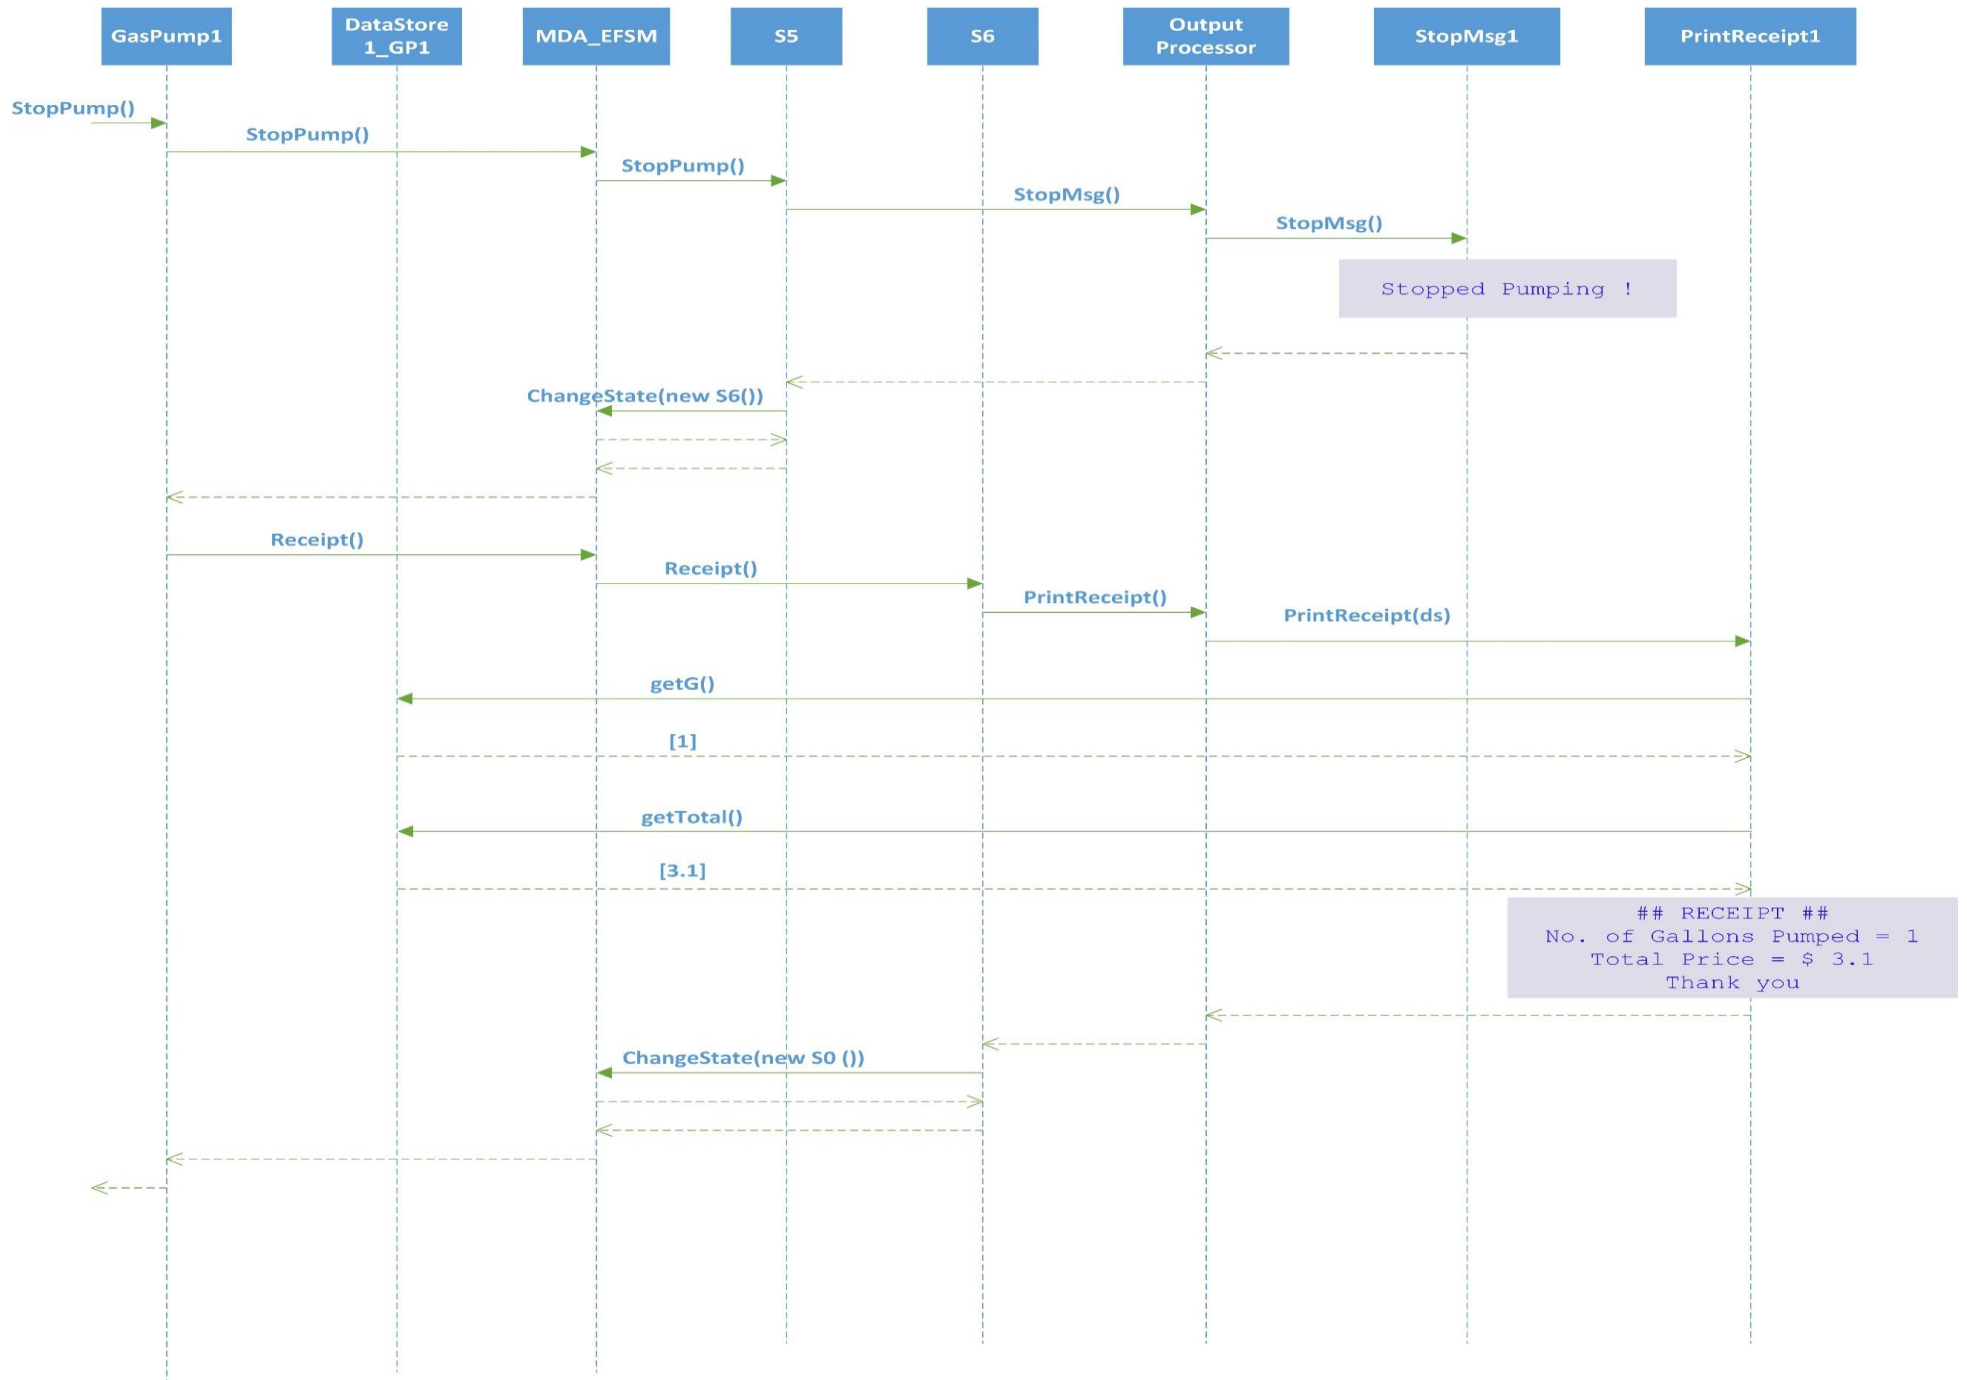 GasPump1
DataStore
1_GP1
MDA_EFSM
S5
S6
Output
Processor
StopMsg1
PrintReceipt1
StopPump()
StopPump()
StopPump()
StopMsg()
StopMsg()
Stopped Pumping !
ChangeState(new S6())
Receipt()
Receipt()
PrintReceipt()
PrintReceipt(ds)
getG()
[1]
getTotal()
[3.1]
## RECEIPT ##
No. of Gallons Pumped = 1
Total Price = $ 3.1
Thank you
ChangeState(new S0 ())